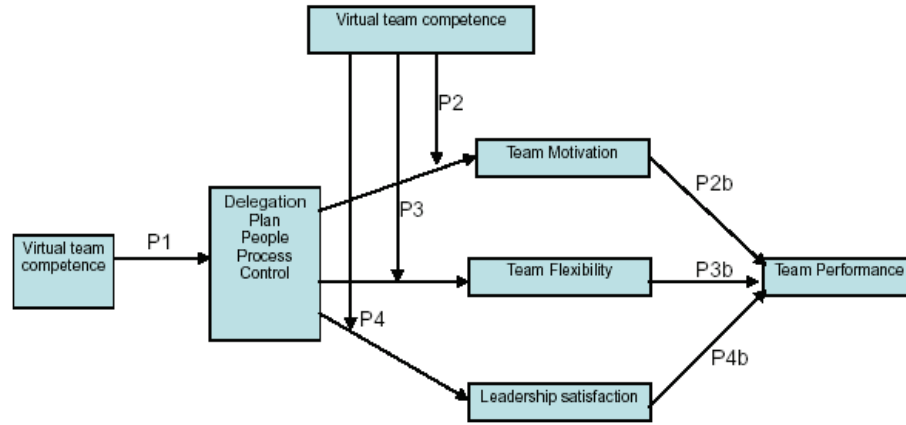 Virtual team competence
P2
Team Motivation
P2b
Delegation
Plan
People
Process
Control
P3
Virtual team
competence
P1
Team Flexibility
P3b
Team Performance
P4
P4b
Leadership satisfaction